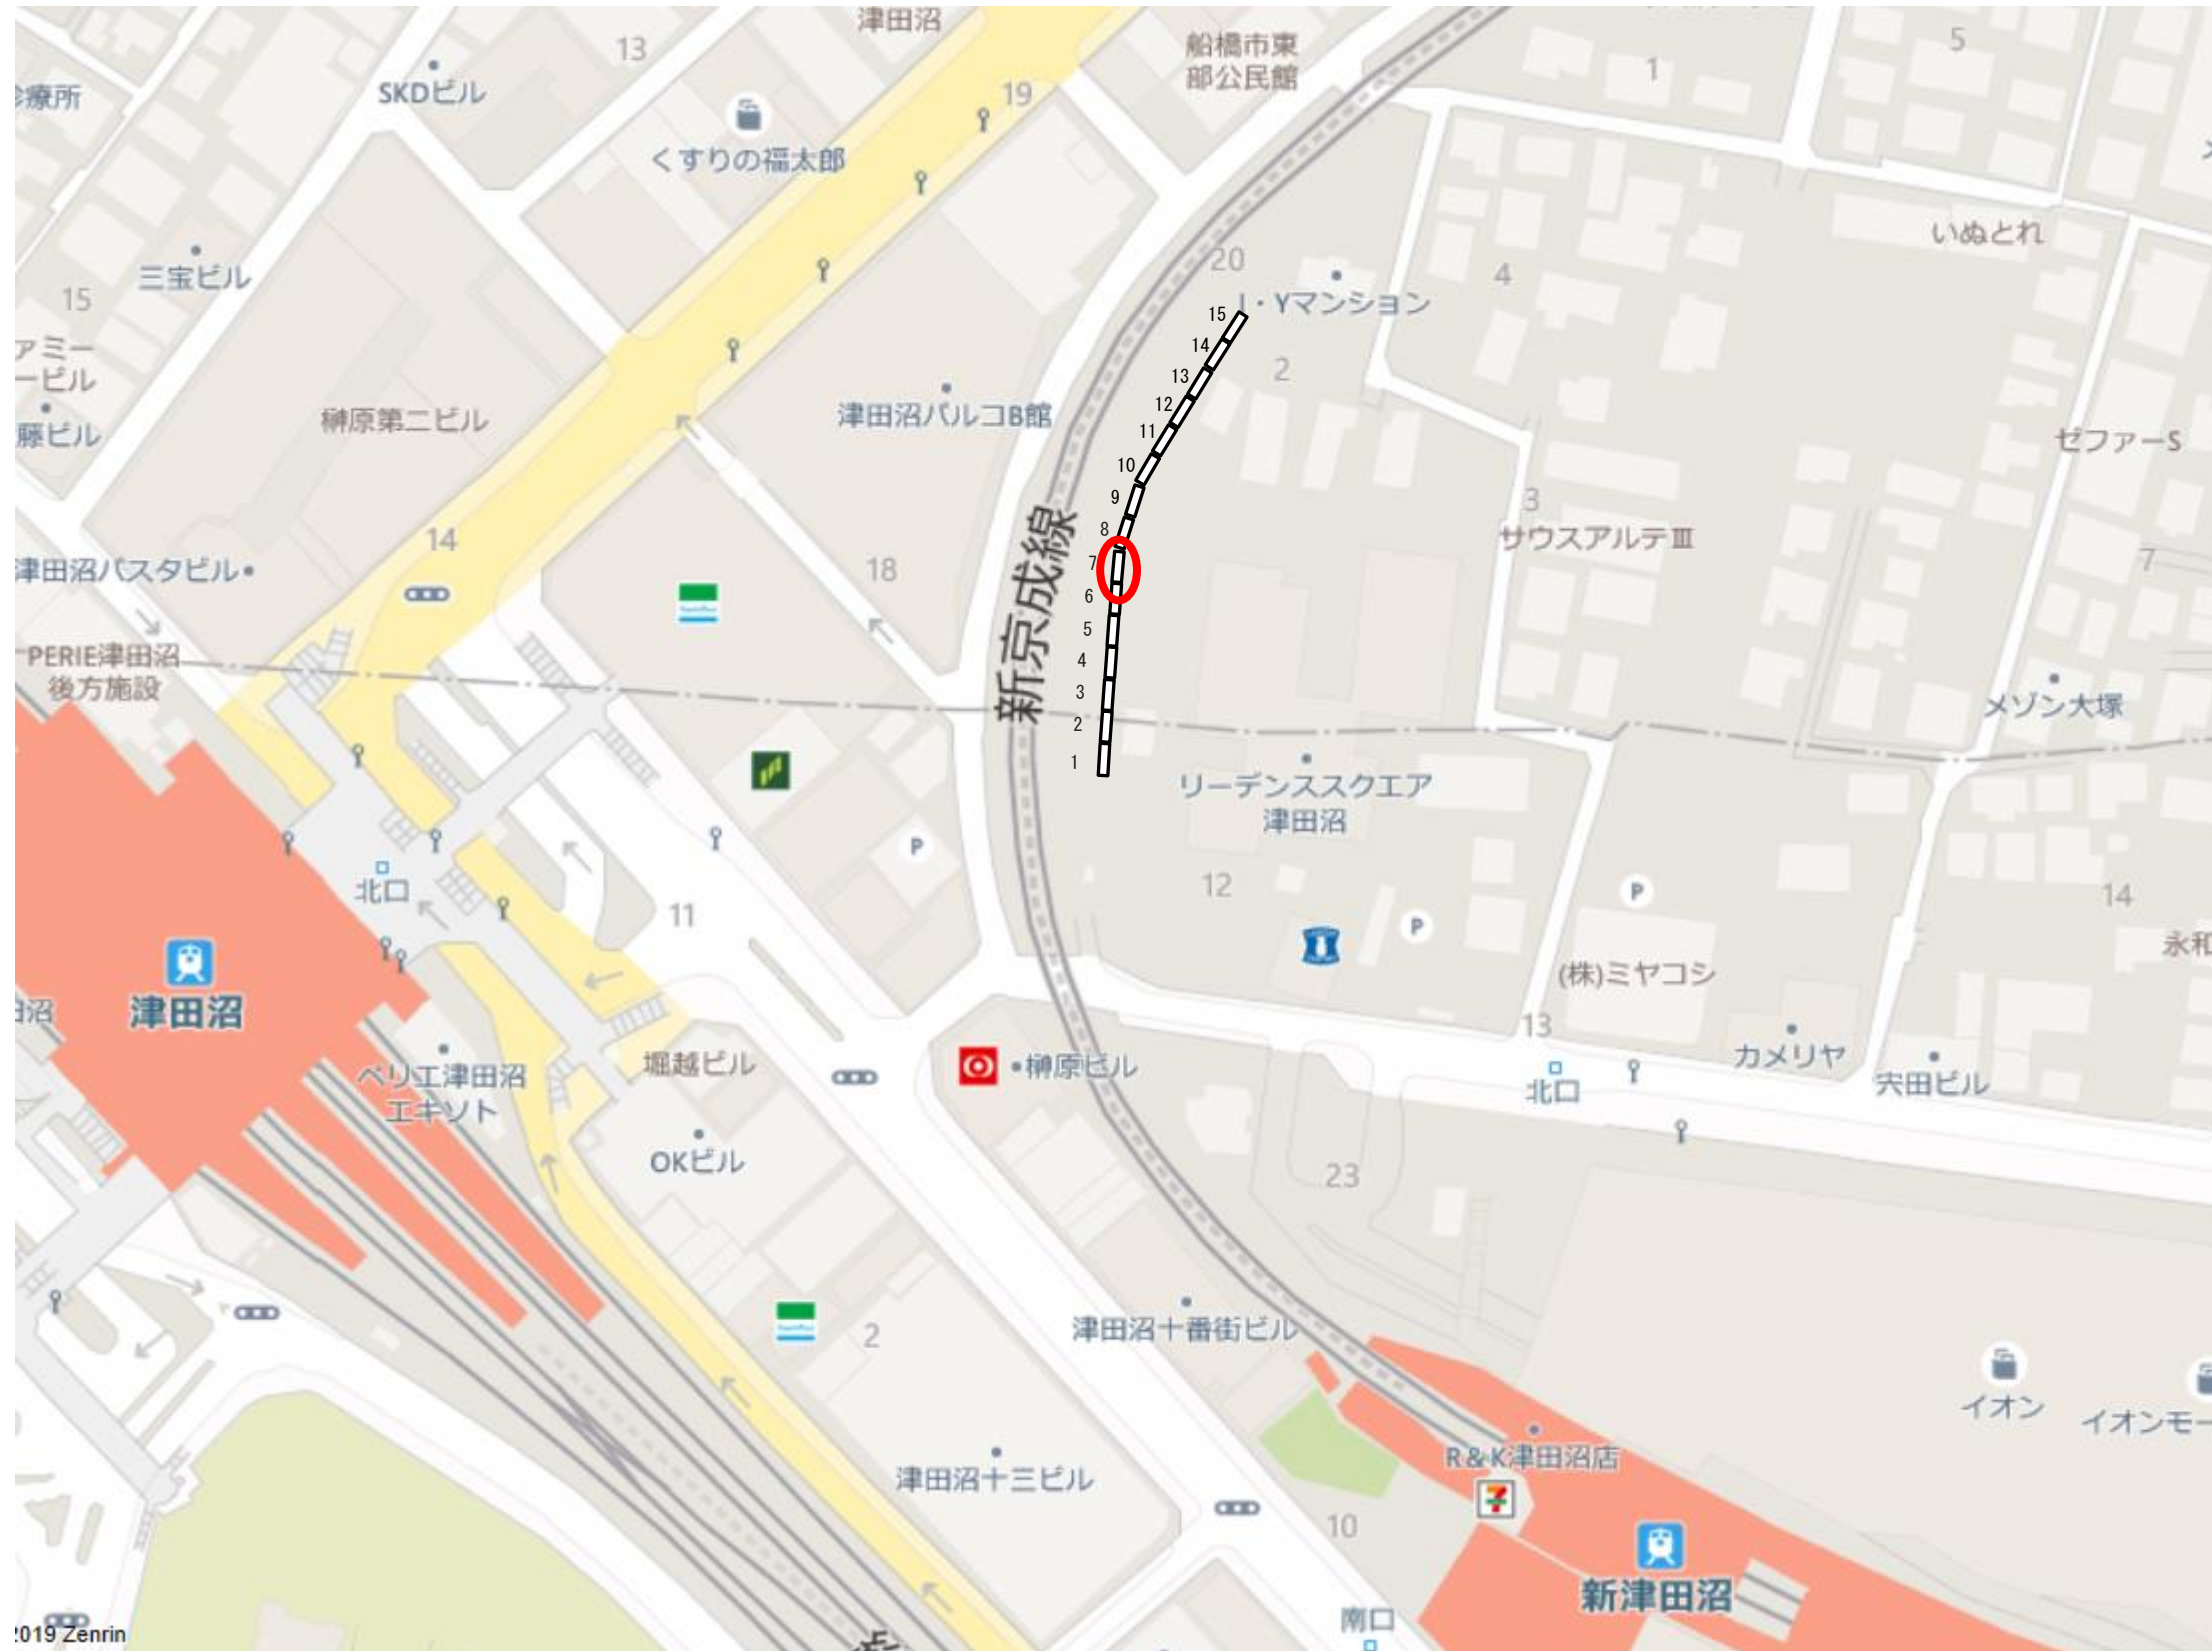 津田沼
13
船橋市東
部公民館
1
5
SKDビル
19
療所
くすりの福太郎
三宝ビル
15
20
いぬとれ
4
Yマンション
15
14
2
13
12
11
10
9
8
7
6
5
4
3
2
1
ァミー
ービル
藤ビル
榊原第二ビル
津田沼パルコB館
ゼファーS
3
サウスアルテⅢ
14
津田沼パスタビル
18
7
新京成線
PERIE津田沼
後方施設
メゾン大塚
リーデンススクエア
津田沼
P
北口
11
12
P
P
14
永和
(株)ミヤコシ
津田沼
沼
13
カメリヤ
宍田ビル
北口
堀越ビル
榊原ビル
ペリエ津田沼
エキソト
OKビル
23
2
津田沼十番街ビル
イオン
イオンモー
津田沼十三ビル
R&K津田沼店
7
10
新津田沼
南口
2019 Zenrin